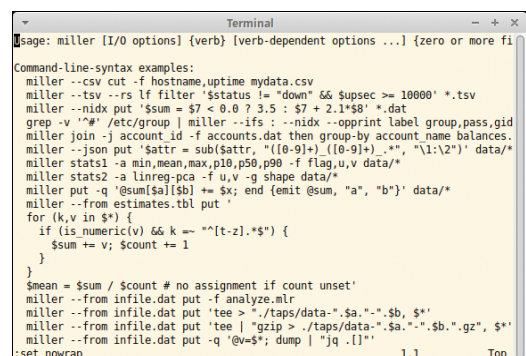 Terminal
Usage: miller [I/O options] {verb} [verb-dependent options ...] {zero or more fi
Command-line-syntax examples:
miller --csv cut -f hostname,uptime mydata.csv
miller --tsv --rs lf filter '$status != "down" && $upsec >= 10000' *.tsv
miller --nidx put '$sum = $7 < 0.0 ? 3.5 : $7 + 2.1*$8' *.dat
grep -v '^#' /etc/group | miller --ifs : --nidx --opprint label group,pass,gid
miller join -j account_id -f accounts.dat then group-by account_name balances.
miller --json put '$attr = sub($attr, "([0-9]+)_([0-9]+)_.*", "\1:\2")' data/*
miller stats1 -a min,mean,max,p10,p50,p90 -f flag,u,v data/*
miller stats2 -a linreg-pca -f u,v -g shape data/*
miller put -q '@sum[$a][$b] += $x; end {emit @sum, "a", "b"}' data/*
miller --from estimates.tbl put '
for (k,v in $*) {
if (is_numeric(v) && k =~ "^[t-z].*$") {
$sum += v; $count += 1
}
}
$mean = $sum / $count # no assignment if count unset'
miller --from infile.dat put -f analyze.mlr
miller --from infile.dat put 'tee > "./taps/data-".$a."-".$b, $*'
miller --from infile.dat put 'tee | "gzip > ./taps/data-".$a."-".$b.".gz", $*'
miller --from infile.dat put -q '@v=$*; dump | "jq .[]"'
:set nowrap 1,1 Top